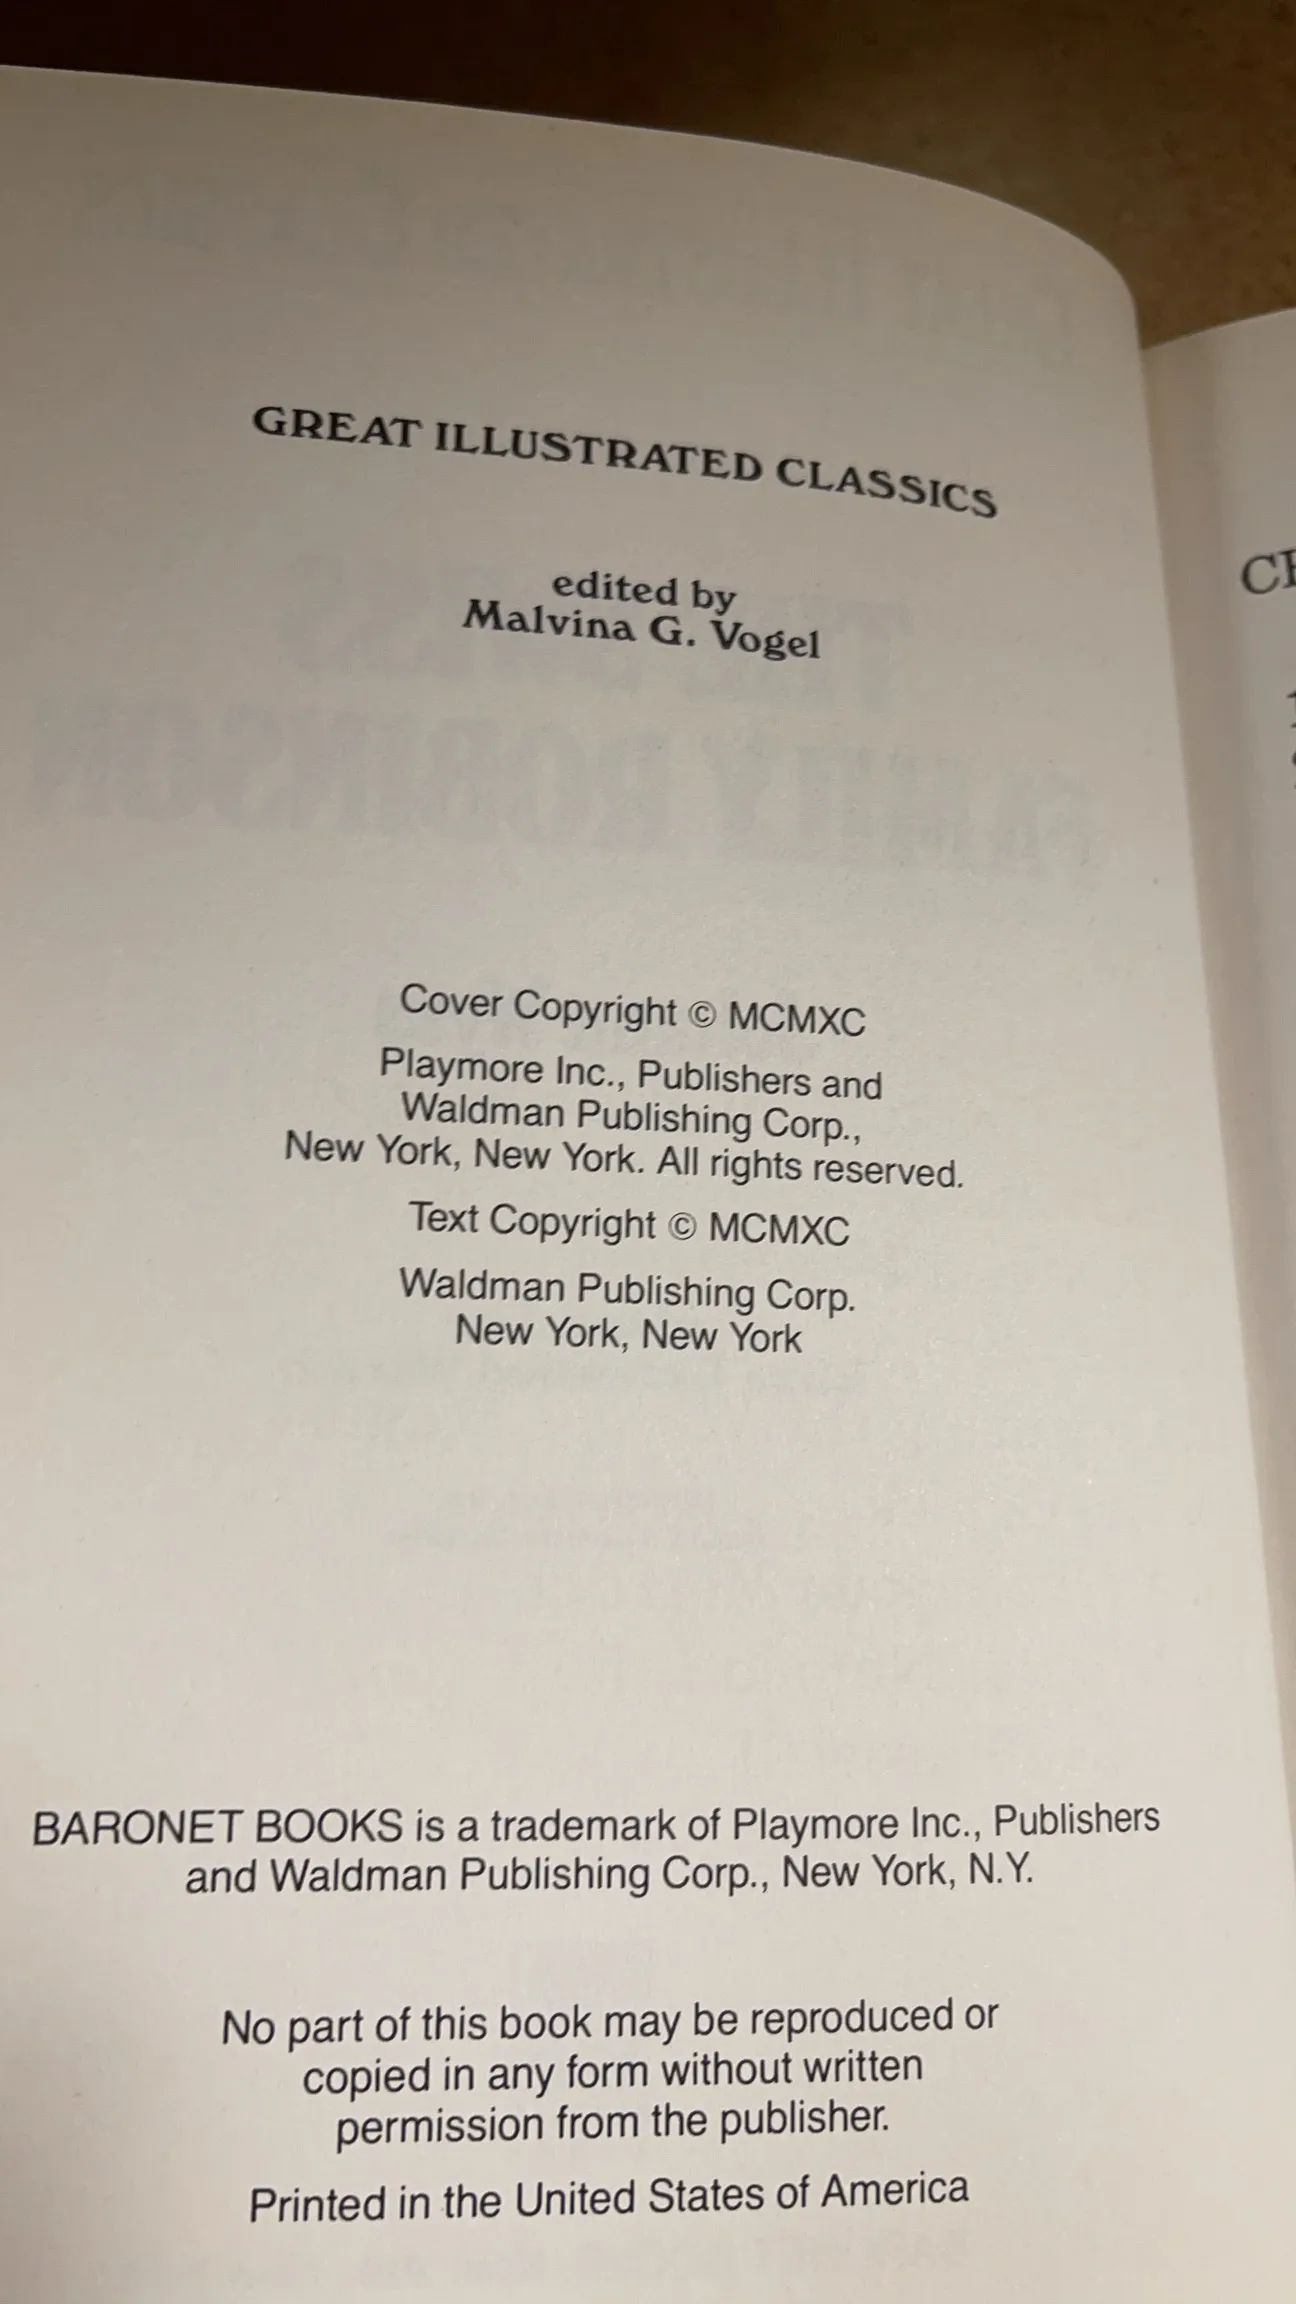 GREAT ILLUSTRATED CLASSICS
edited by
Malvina G. Vogel
Cover Copyright © MCMXC
Playmore Inc., Publishers and
Waldman Publishing Corp.,
New York, New York. All rights reserved.
Text Copyright © MCMXC
Waldman Publishing Corp.
New York, New York
BARONET BOOKS is a trademark of Playmore Inc., Publishers
and Waldman Publishing Corp., New York, N.Y.
No part of this book may be reproduced or
copied in any form without written
permission from the publisher.
Printed in the United States of America